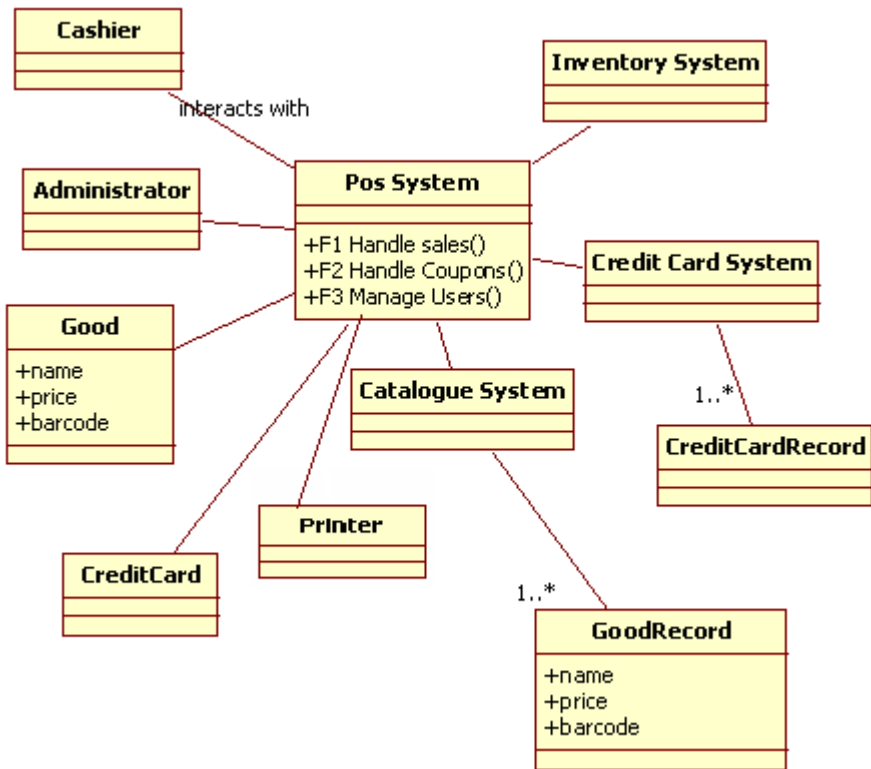 Cashier
Inventory System
interacts with
Pos System
Administrator
+F1 Handle sales()
+F2 Handle Coupons()
+F3 Manage Users()
Credit Card System
Good
+name
+price
+barcode
Catalogue System
1..*
CreditCardRecord
Printer
CreditCard
1..*
GoodRecord
+name
+price
+barcode